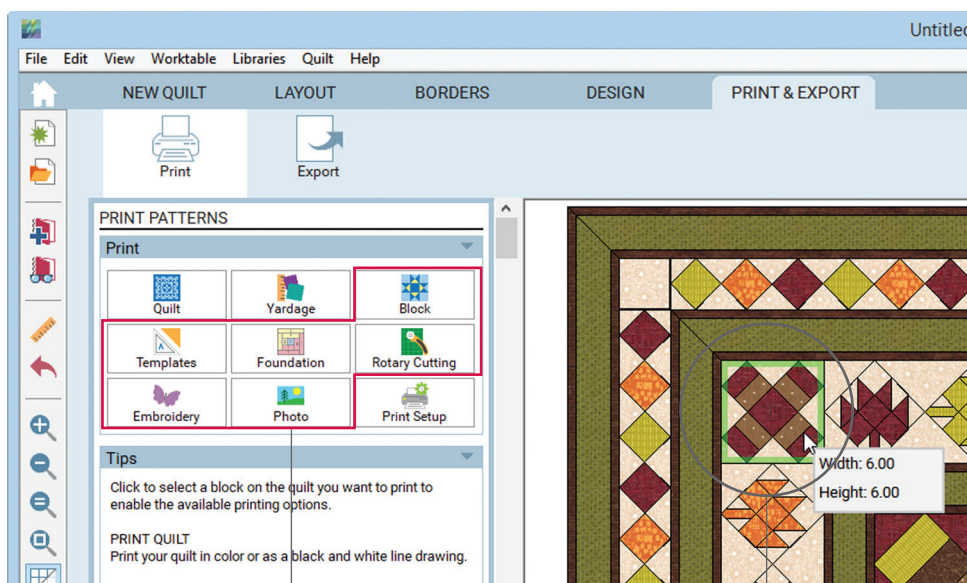 Untitled
File Edit View Worktable Libraries Quilt Help
NEW QUILT LAYOUT BORDERS DESIGN PRINT & EXPORT
Print Export
PRINT PATTERNS
Print
Quilt Yardage Block
Templates Foundation Rotary Cutting
Embroidery Photo Print Setup
Tips
Click to select a block on the quilt you want to print to
enable the available printing options.
PRINT QUILT
Print your quilt in color or as a black and white line drawing.
Width: 6.00
Height: 6.00